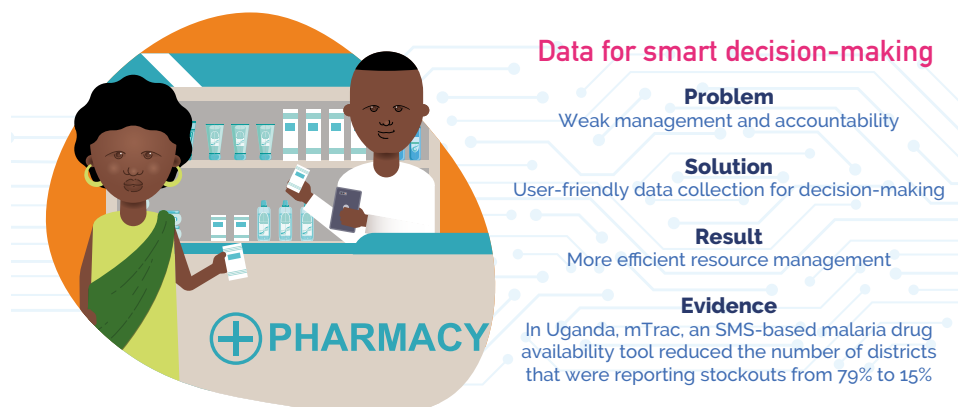 Data for smart decision-making
Problem
Weak management and accountability
Solution
User-friendly data collection for decision-making
Result
More efficient resource management
Evidence
In Uganda, mTrac, an SMS-based malaria drug
availability tool reduced the number of districts
that were reporting stockouts from 79% to 15%
PHARMACY